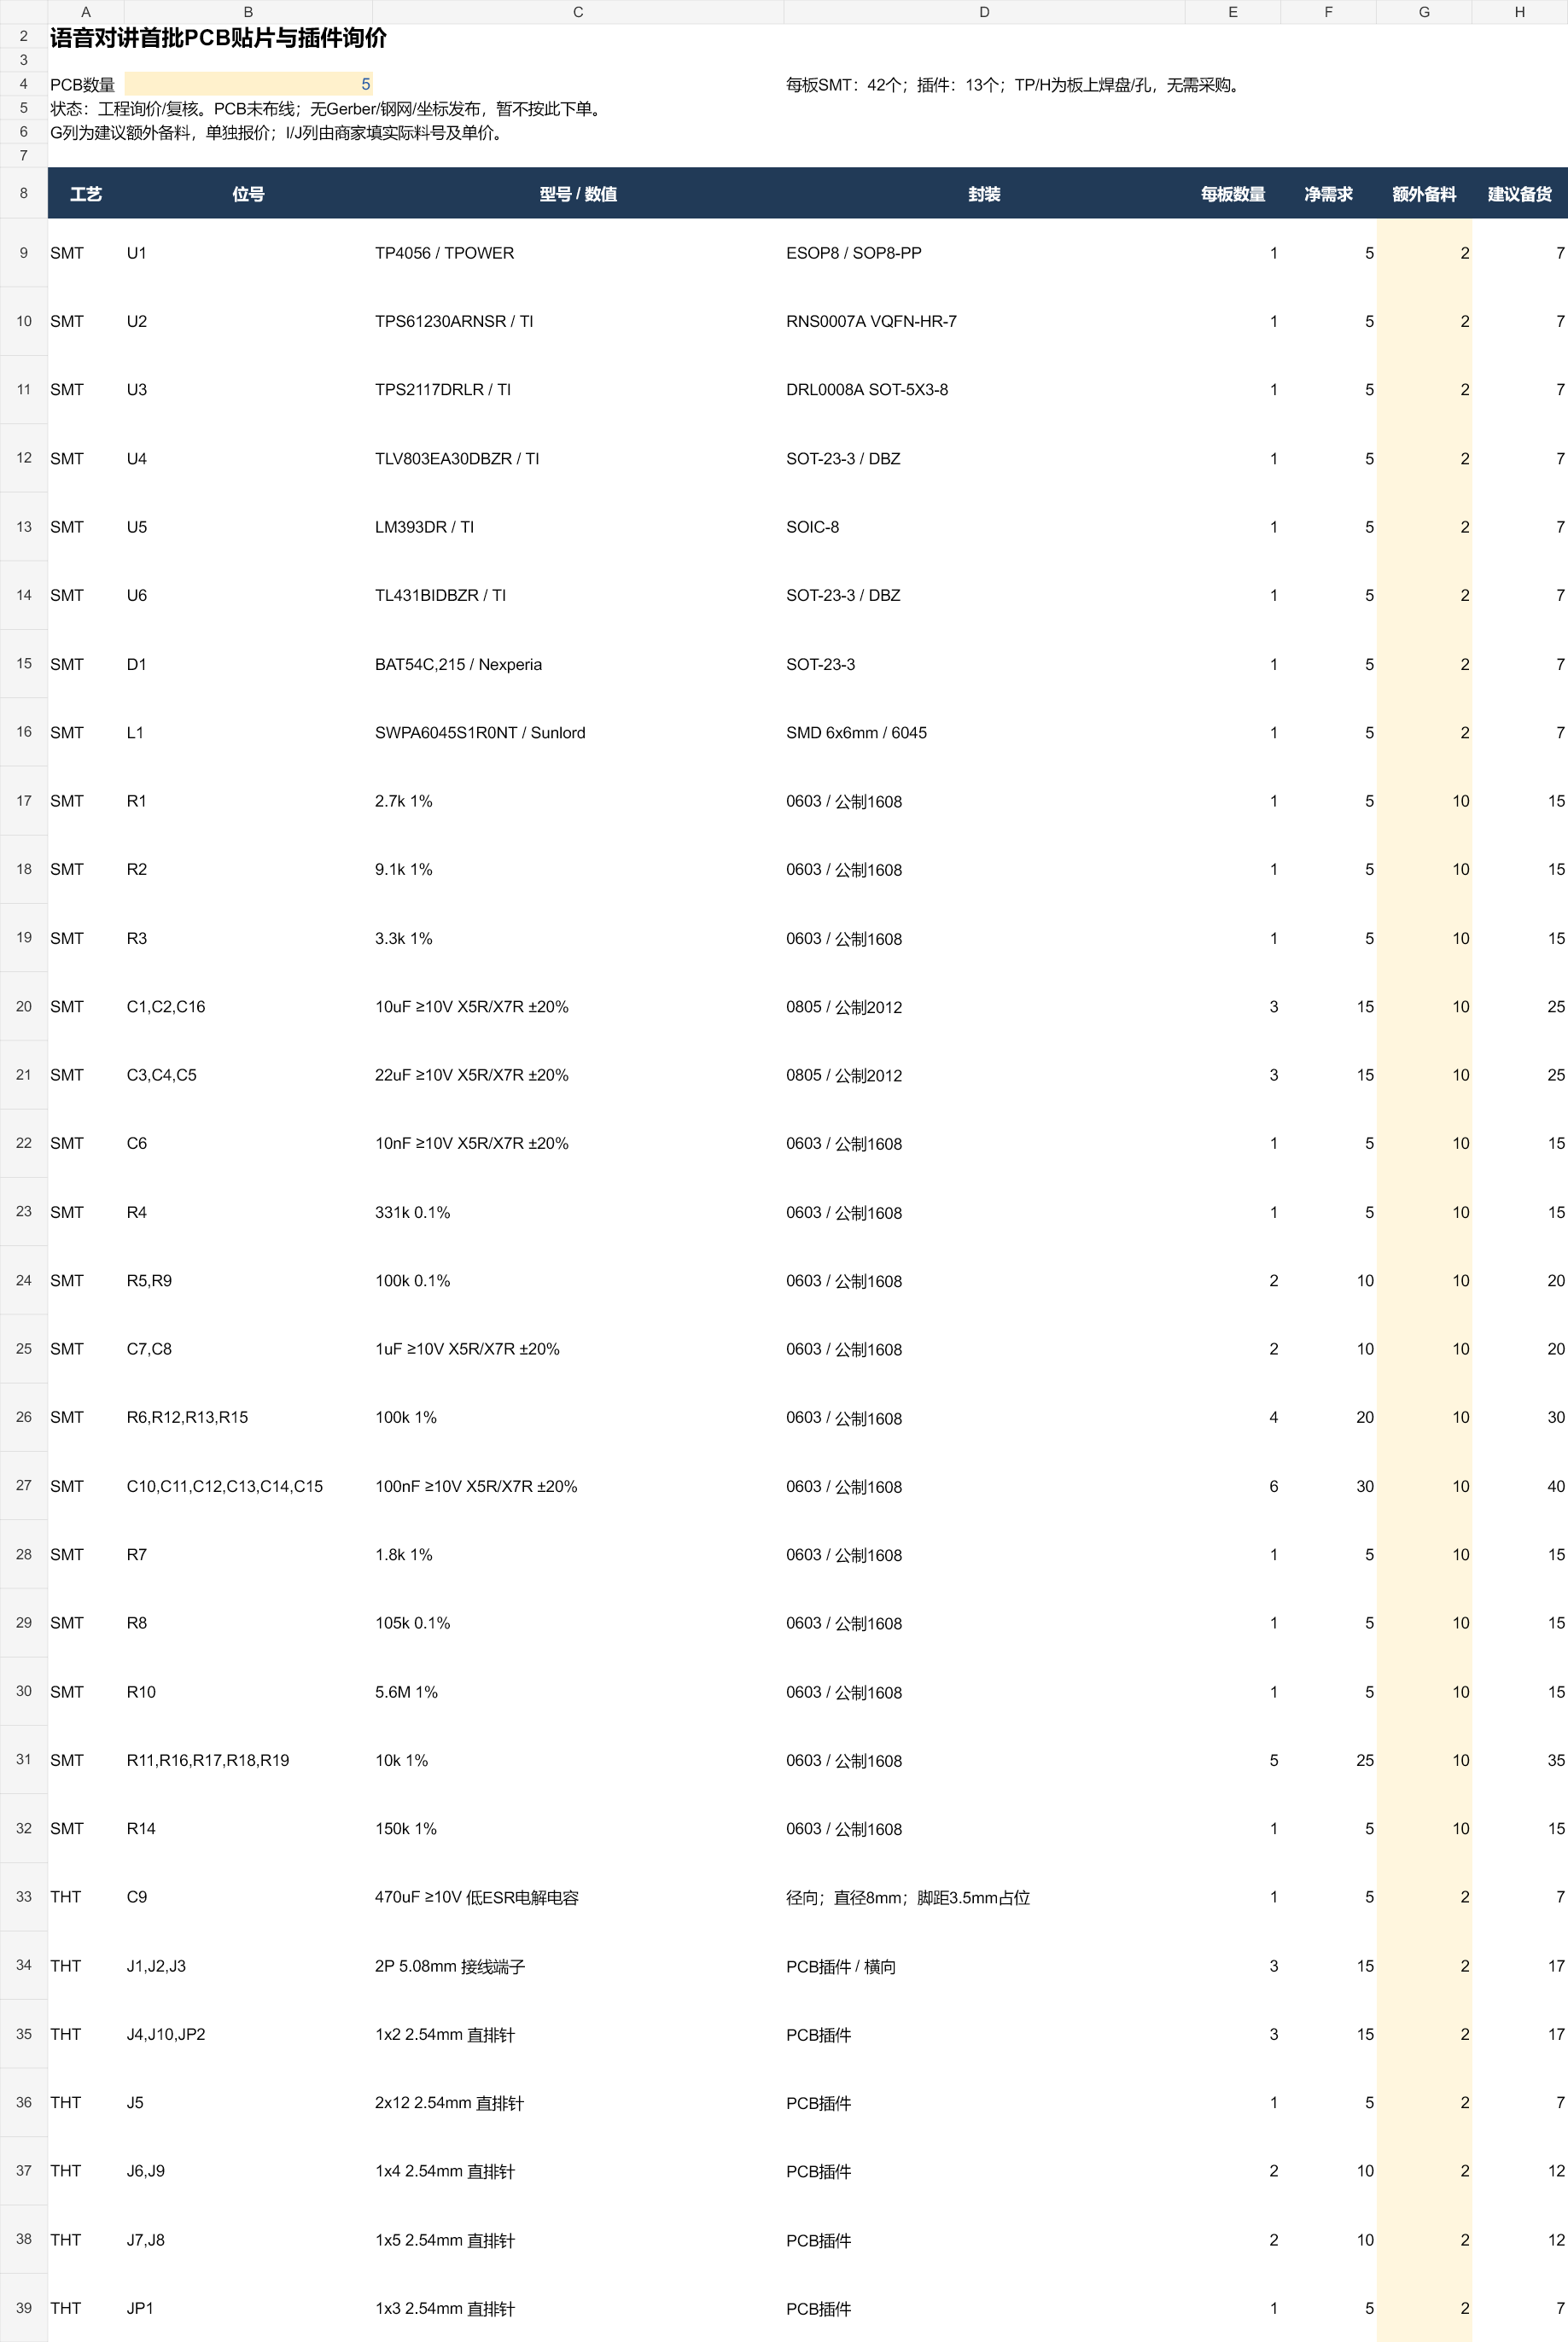 A B C D E F G H
2 语音对讲首批PCB贴片与插件询价
3
4 PCB数量 5 每板SMT：42个；插件：13个；TP/H为板上焊盘/孔，无需采购。
5 状态：工程询价/复核。PCB未布线；无Gerber/钢网/坐标发布，暂不按此下单。
6 G列为建议额外备料，单独报价；I/J列由商家填实际料号及单价。
7
8 工艺 位号 型号 / 数值 封装 每板数量 净需求 额外备料 建议备货
9 SMT U1 TP4056 / TPOWER ESOP8 / SOP8-PP 1 5 2 7
10 SMT U2 TPS61230ARNSR / TI RNS0007A VQFN-HR-7 1 5 2 7
11 SMT U3 TPS2117DRLR / TI DRL0008A SOT-5X3-8 1 5 2 7
12 SMT U4 TLV803EA30DBZR / TI SOT-23-3 / DBZ 1 5 2 7
13 SMT U5 LM393DR / TI SOIC-8 1 5 2 7
14 SMT U6 TL431BIDBZR / TI SOT-23-3 / DBZ 1 5 2 7
15 SMT D1 BAT54C,215 / Nexperia SOT-23-3 1 5 2 7
16 SMT L1 SWPA6045S1R0NT / Sunlord SMD 6x6mm / 6045 1 5 2 7
17 SMT R1 2.7k 1% 0603 / 公制1608 1 5 10 15
18 SMT R2 9.1k 1% 0603 / 公制1608 1 5 10 15
19 SMT R3 3.3k 1% 0603 / 公制1608 1 5 10 15
20 SMT C1,C2,C16 10uF ≥10V X5R/X7R ±20% 0805 / 公制2012 3 15 10 25
21 SMT C3,C4,C5 22uF ≥10V X5R/X7R ±20% 0805 / 公制2012 3 15 10 25
22 SMT C6 10nF ≥10V X5R/X7R ±20% 0603 / 公制1608 1 5 10 15
23 SMT R4 331k 0.1% 0603 / 公制1608 1 5 10 15
24 SMT R5,R9 100k 0.1% 0603 / 公制1608 2 10 10 20
25 SMT C7,C8 1uF ≥10V X5R/X7R ±20% 0603 / 公制1608 2 10 10 20
26 SMT R6,R12,R13,R15 100k 1% 0603 / 公制1608 4 20 10 30
27 SMT C10,C11,C12,C13,C14,C15 100nF ≥10V X5R/X7R ±20% 0603 / 公制1608 6 30 10 40
28 SMT R7 1.8k 1% 0603 / 公制1608 1 5 10 15
29 SMT R8 105k 0.1% 0603 / 公制1608 1 5 10 15
30 SMT R10 5.6M 1% 0603 / 公制1608 1 5 10 15
31 SMT R11,R16,R17,R18,R19 10k 1% 0603 / 公制1608 5 25 10 35
32 SMT R14 150k 1% 0603 / 公制1608 1 5 10 15
33 THT C9 470uF ≥10V 低ESR电解电容 径向；直径8mm；脚距3.5mm占位 1 5 2 7
34 THT J1,J2,J3 2P 5.08mm 接线端子 PCB插件 / 横向 3 15 2 17
35 THT J4,J10,JP2 1x2 2.54mm 直排针 PCB插件 3 15 2 17
36 THT J5 2x12 2.54mm 直排针 PCB插件 1 5 2 7
37 THT J6,J9 1x4 2.54mm 直排针 PCB插件 2 10 2 12
38 THT J7,J8 1x5 2.54mm 直排针 PCB插件 2 10 2 12
39 THT JP1 1x3 2.54mm 直排针 PCB插件 1 5 2 7